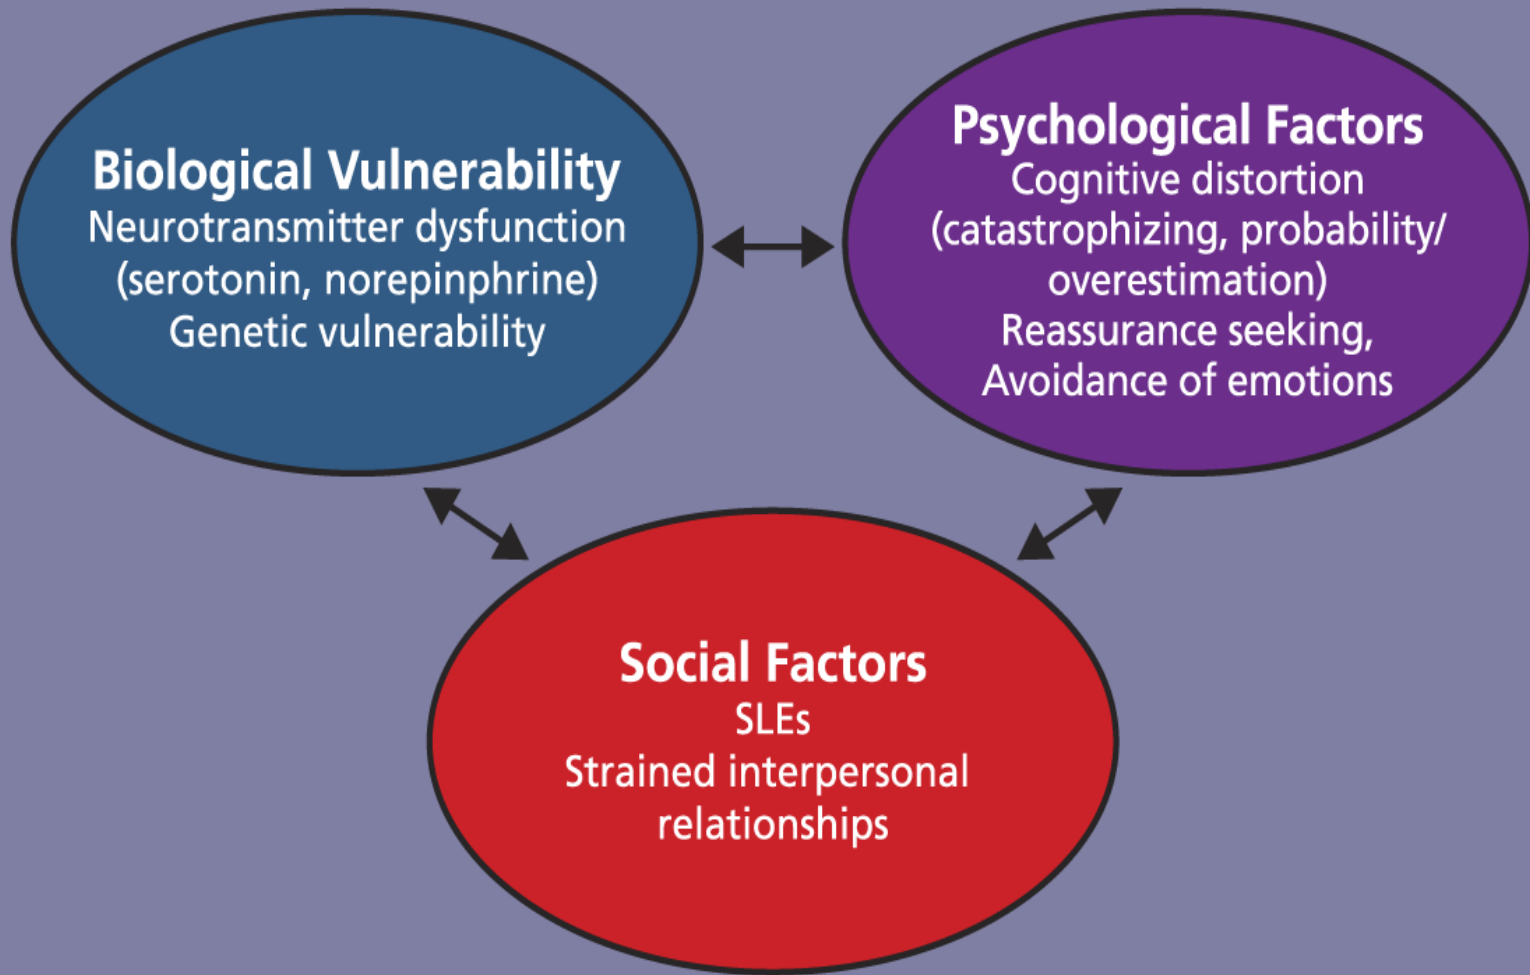 Biological Vulnerability
Neurotransmitter dysfunction
(serotonin, norepinphrine)
Genetic vulnerability
Psychological Factors
Cognitive distortion
(catastrophizing, probability/
overestimation)
Reassurance seeking,
Avoidance of emotions
Social Factors
SLEs
Strained interpersonal
relationships